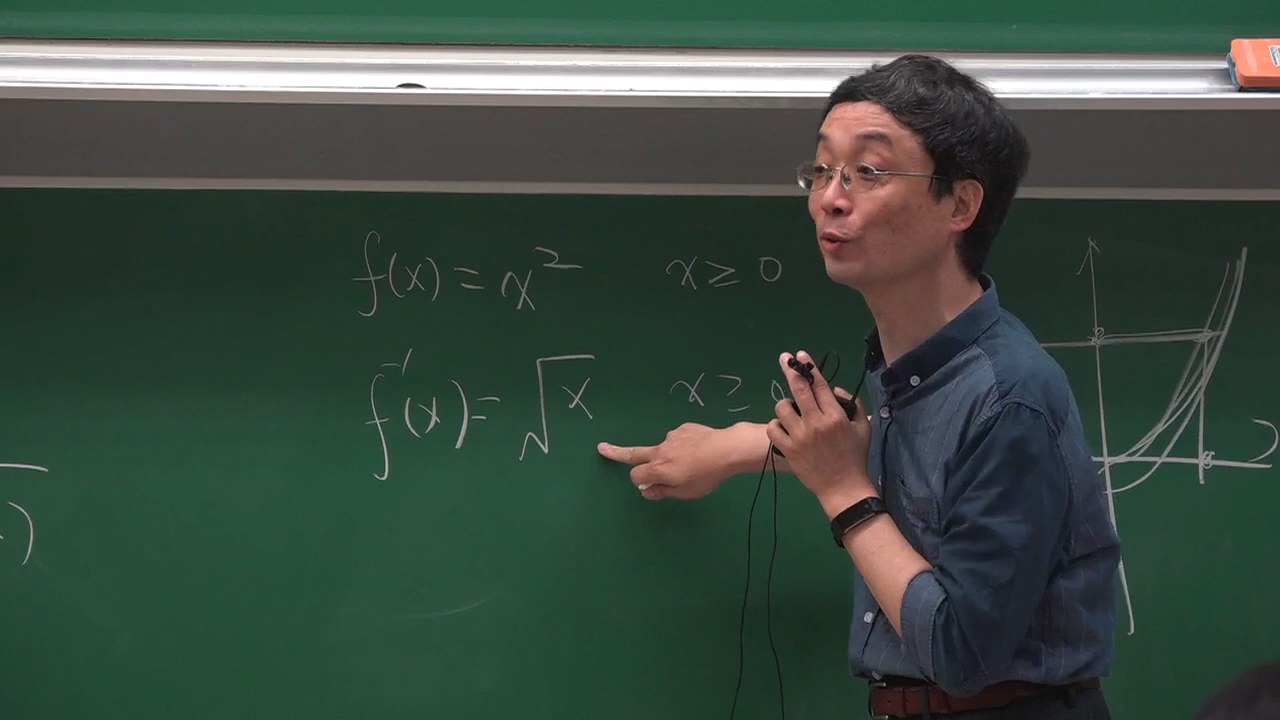 f(x) = x² x ≥ 0
f⁻¹(x) = √x x ≥ 0
)